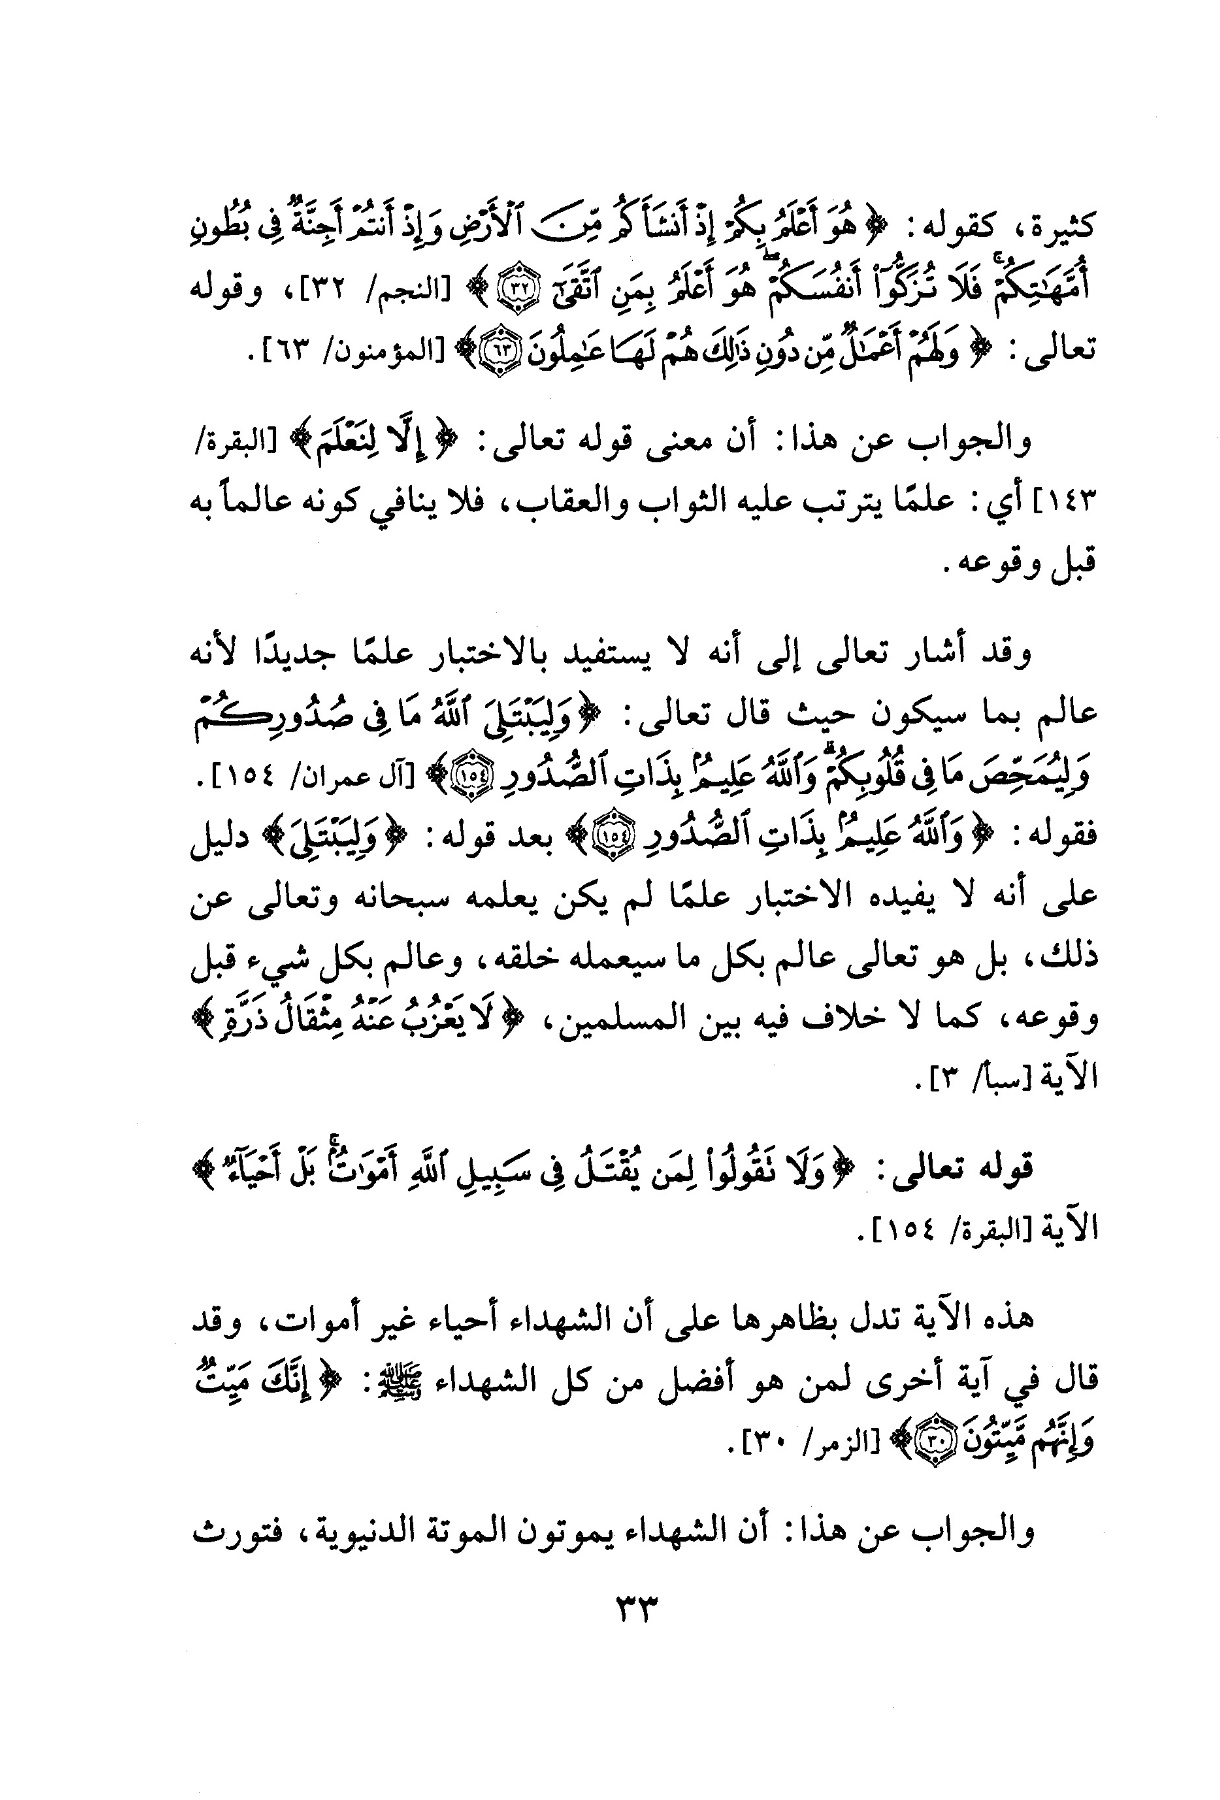 كثيرة، كقوله: ﴿هُوَ أَعْلَمُ بِكُمْ إِذْ أَنشَأَكُم مِّنَ ٱلْأَرْضِ وَإِذْ أَنتُمْ أَجِنَّةٌ فِى بُطُونِ
أُمَّهَٰتِكُمْ ۖ فَلَا تُزَكُّوٓا۟ أَنفُسَكُمْ ۖ هُوَ أَعْلَمُ بِمَنِ ٱتَّقَىٰٓ ٣٢﴾ [النجم/ ٣٢]، وقوله
تعالى: ﴿وَلَهُمْ أَعْمَٰلٌ مِّن دُونِ ذَٰلِكَ هُمْ لَهَا عَٰمِلُونَ ٦٣﴾ [المؤمنون/ ٦٣].
والجواب عن هذا: أن معنى قوله تعالى: ﴿إِلَّا لِنَعْلَمَ﴾ [البقرة/
١٤٣] أي: علمًا يترتب عليه الثواب والعقاب، فلا ينافي كونه عالماً به
قبل وقوعه.
وقد أشار تعالى إلى أنه لا يستفيد بالاختبار علمًا جديدًا لأنه
عالم بما سيكون حيث قال تعالى: ﴿وَلِيَبْتَلِىَ ٱللَّهُ مَا فِى صُدُورِكُمْ
وَلِيُمَحِّصَ مَا فِى قُلُوبِكُمْ ۗ وَٱللَّهُ عَلِيمٌۢ بِذَاتِ ٱلصُّدُورِ ١٥٤﴾ [آل عمران/ ١٥٤].
فقوله: ﴿وَٱللَّهُ عَلِيمٌۢ بِذَاتِ ٱلصُّدُورِ ١٥٤﴾ بعد قوله: ﴿وَلِيَبْتَلِىَ﴾ دليل
على أنه لا يفيده الاختبار علمًا لم يكن يعلمه سبحانه وتعالى عن
ذلك، بل هو تعالى عالم بكل ما سيعمله خلقه، وعالم بكل شيء قبل
وقوعه، كما لا خلاف فيه بين المسلمين، ﴿لَا يَعْزُبُ عَنْهُ مِثْقَالُ ذَرَّةٍ﴾
الآية [سبأ/ ٣].
قوله تعالى: ﴿وَلَا تَقُولُوا۟ لِمَن يُقْتَلُ فِى سَبِيلِ ٱللَّهِ أَمْوَٰتٌۢ ۚ بَلْ أَحْيَآءٌ﴾
الآية [البقرة/ ١٥٤].
هذه الآية تدل بظاهرها على أن الشهداء أحياء غير أموات، وقد
قال في آية أخرى لمن هو أفضل من كل الشهداء ﷺ: ﴿إِنَّكَ مَيِّتٌ
وَإِنَّهُم مَّيِّتُونَ ٣٠﴾ [الزمر/ ٣٠].
والجواب عن هذا: أن الشهداء يموتون الموتة الدنيوية، فتورث
٣٣